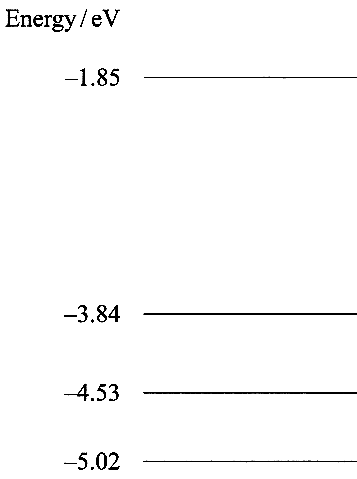 Energy / eV
–1.85
–3.84
–4.53
–5.02